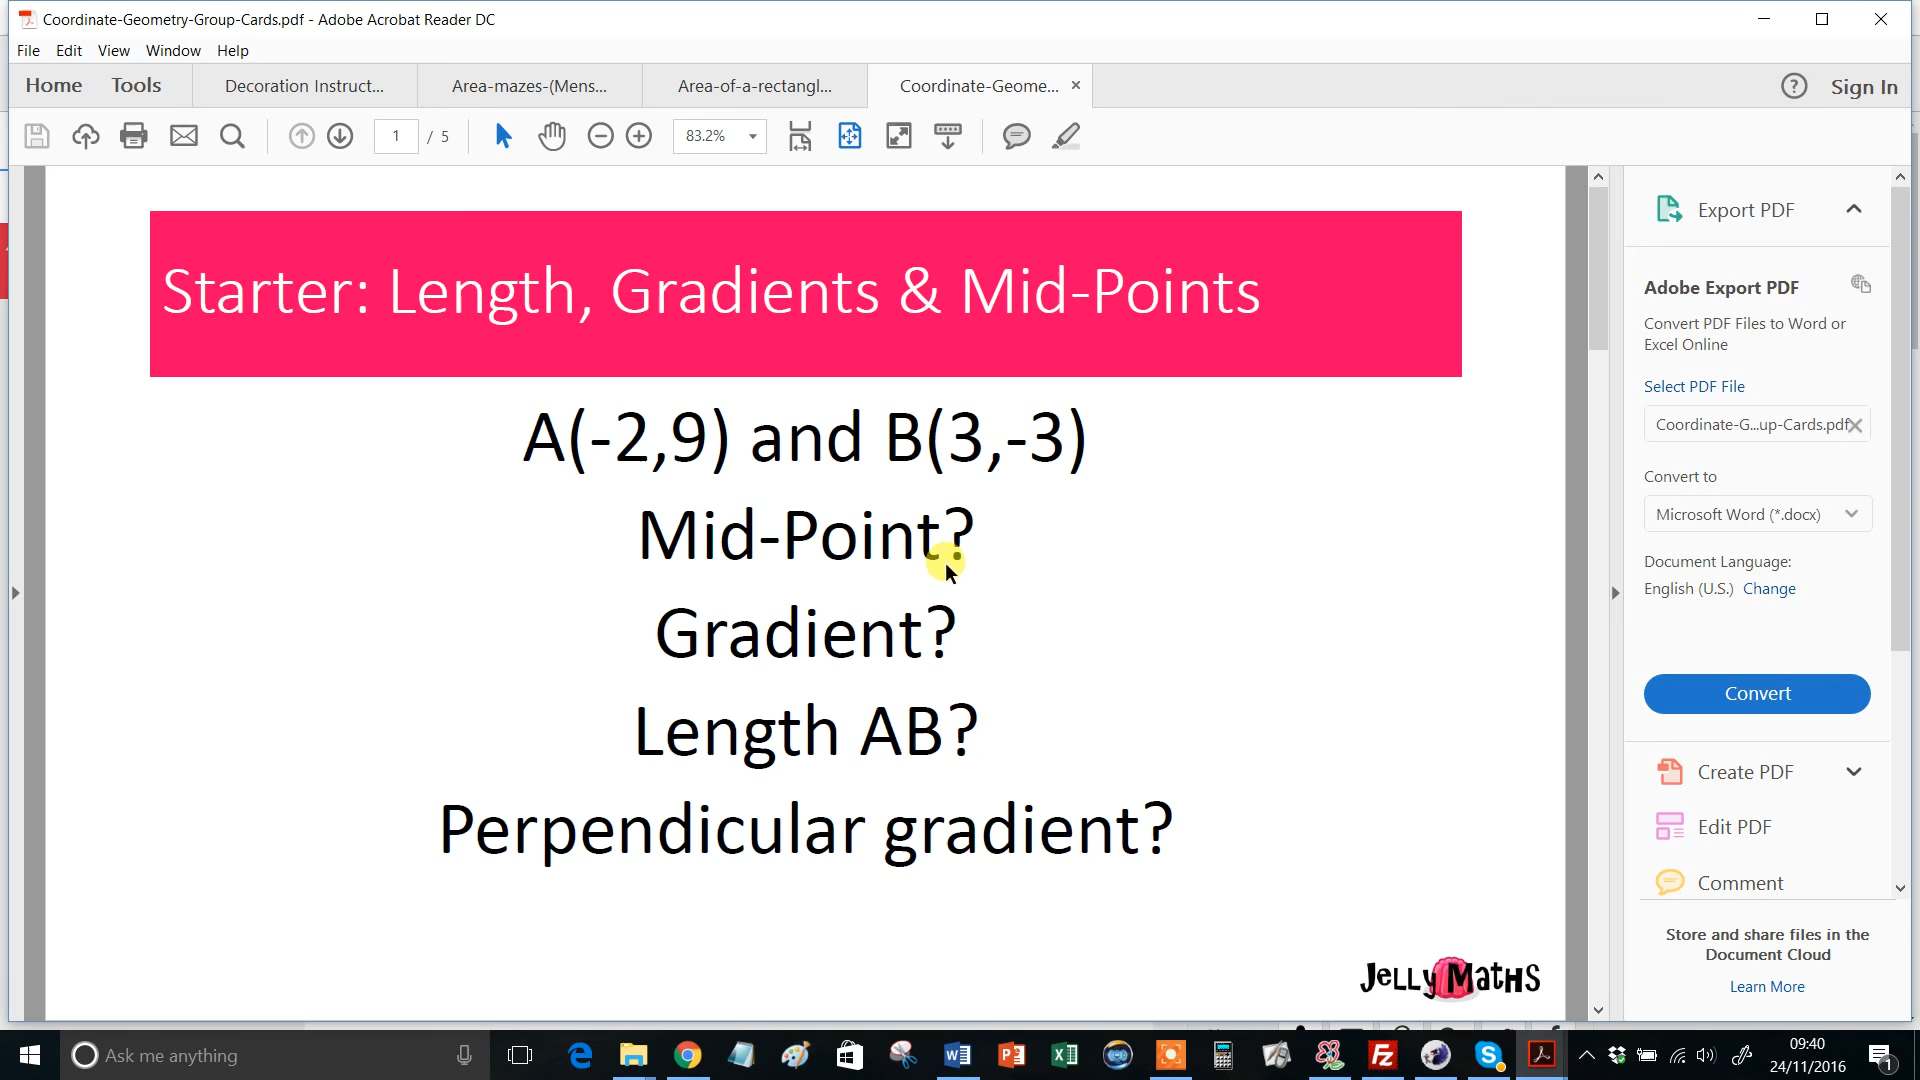 Coordinate-Geometry-Group-Cards.pdf - Adobe Acrobat Reader DC
File Edit View Window Help
Home Tools Decoration Instruct... Area-mazes-(Mens... Area-of-a-rectangl... Coordinate-Geome... Sign In
1 / 5 83.2%
Starter: Length, Gradients & Mid-Points
A(-2,9) and B(3,-3)
Mid-Point?
Gradient?
Length AB?
Perpendicular gradient?
JELLY MATHS
Export PDF
Adobe Export PDF
Convert PDF Files to Word or
Excel Online
Select PDF File
Coordinate-G...up-Cards.pdf
Convert to
Microsoft Word (*.docx)
Document Language:
English (U.S.) Change
Convert
Create PDF
Edit PDF
Comment
Store and share files in the
Document Cloud
Learn More
Ask me anything
09:40
24/11/2016
1